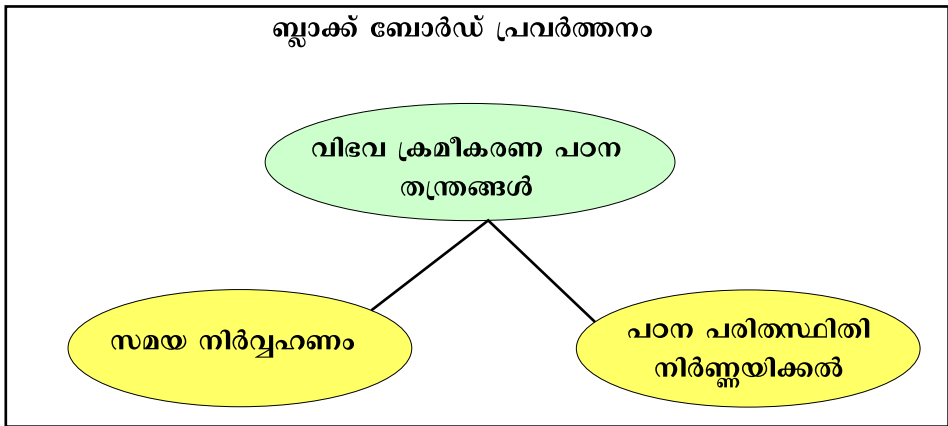 ബ്ലാക്ക് ബോർഡ് പ്രവർത്തനം
വിഭവ ക്രമീകരണ പഠന
തന്ത്രങ്ങൾ
സമയ നിർവ്വഹണം
പഠന പരിതസ്ഥിതി
നിർണ്ണയിക്കൽ